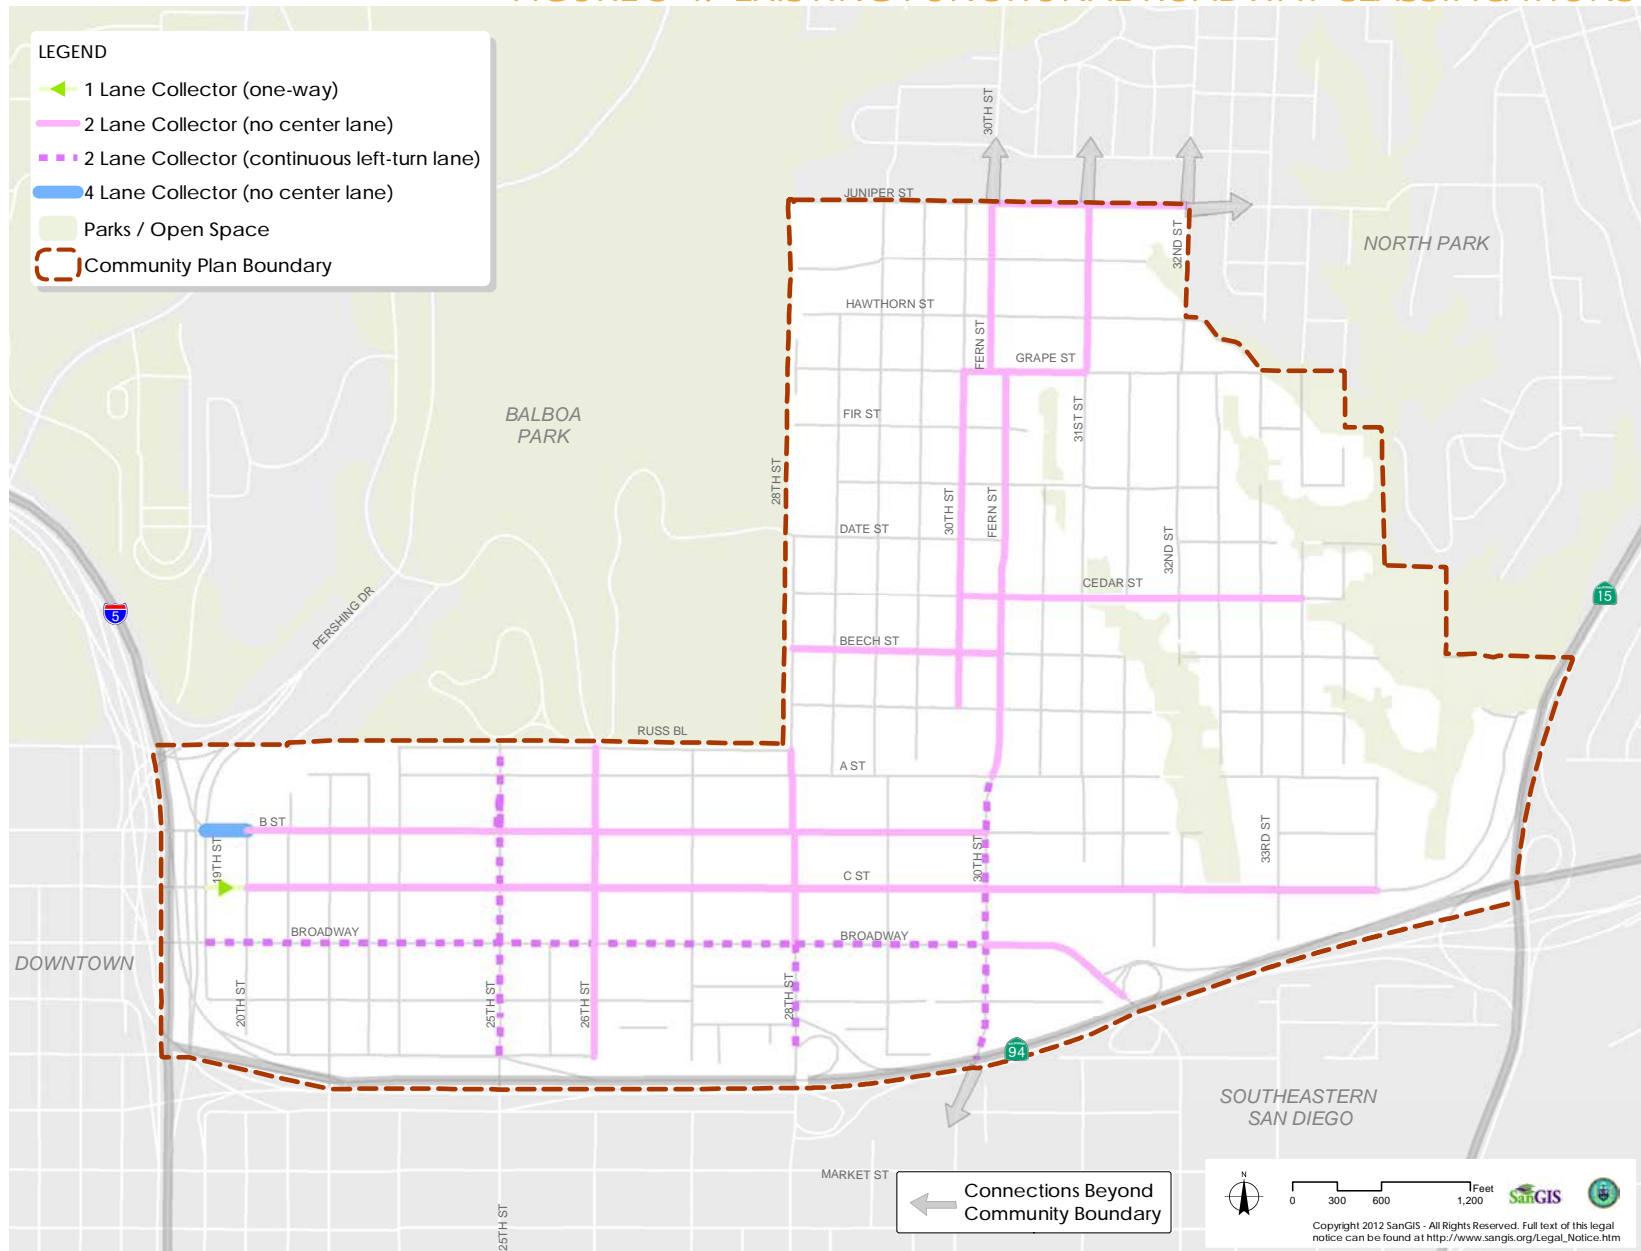 LEGEND
1 Lane Collector (one-way)
2 Lane Collector (no center lane)
2 Lane Collector (continuous left-turn lane)
4 Lane Collector (no center lane)
Parks / Open Space
Community Plan Boundary
30TH ST
JUNIPER ST
32ND ST
NORTH PARK
HAWTHORN ST
FERN ST
GRAPE ST
BALBOA
PARK
FIR ST
31ST ST
28TH ST
30TH ST
FERN ST
DATE ST
32ND ST
CEDAR ST
5
15
PERSHING DR
BEECH ST
RUSS BL
A ST
B ST
19TH ST
30TH ST
33RD ST
C ST
BROADWAY
BROADWAY
DOWNTOWN
20TH ST
25TH ST
26TH ST
28TH ST
94
SOUTHEASTERN
SAN DIEGO
MARKET ST
25TH ST
Connections Beyond
Community Boundary
N
Feet
0 300 600 1,200
SanGIS
Copyright 2012 SanGIS - All Rights Reserved. Full text of this legal
notice can be found at http://www.sangis.org/Legal_Notice.htm